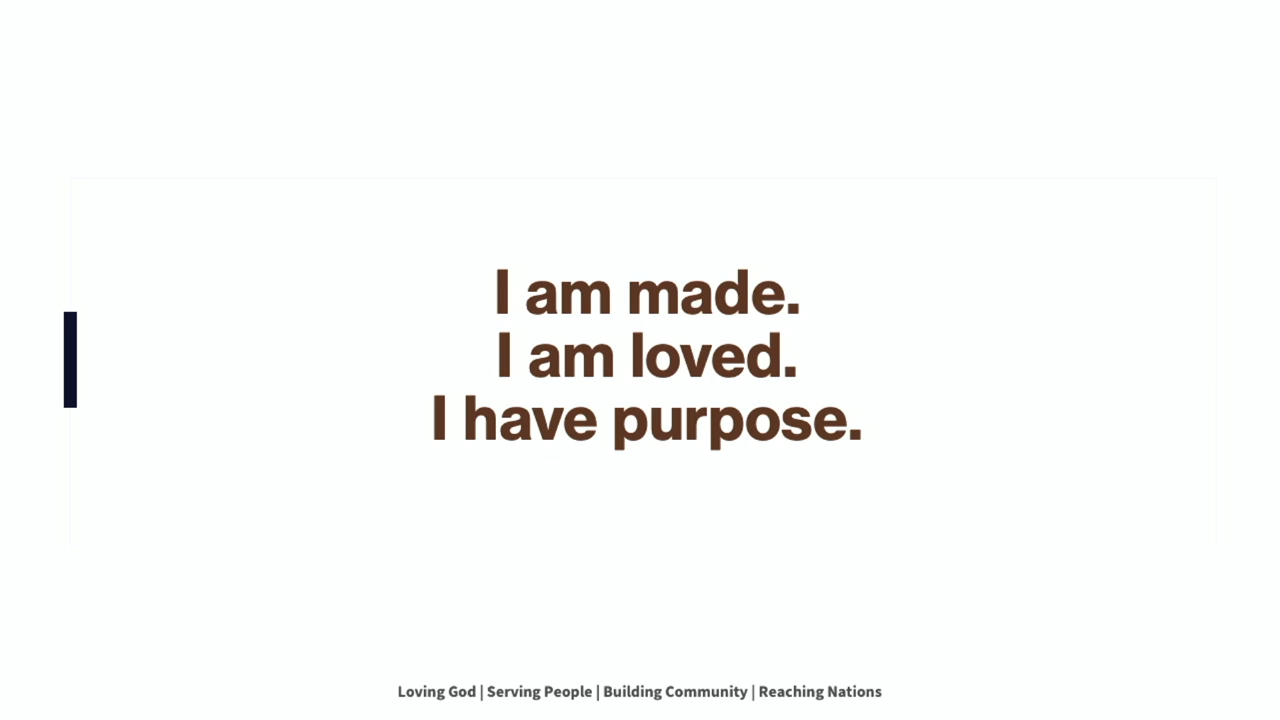 I am made.
I am loved.
I have purpose.
Loving God | Serving People | Building Community | Reaching Nations